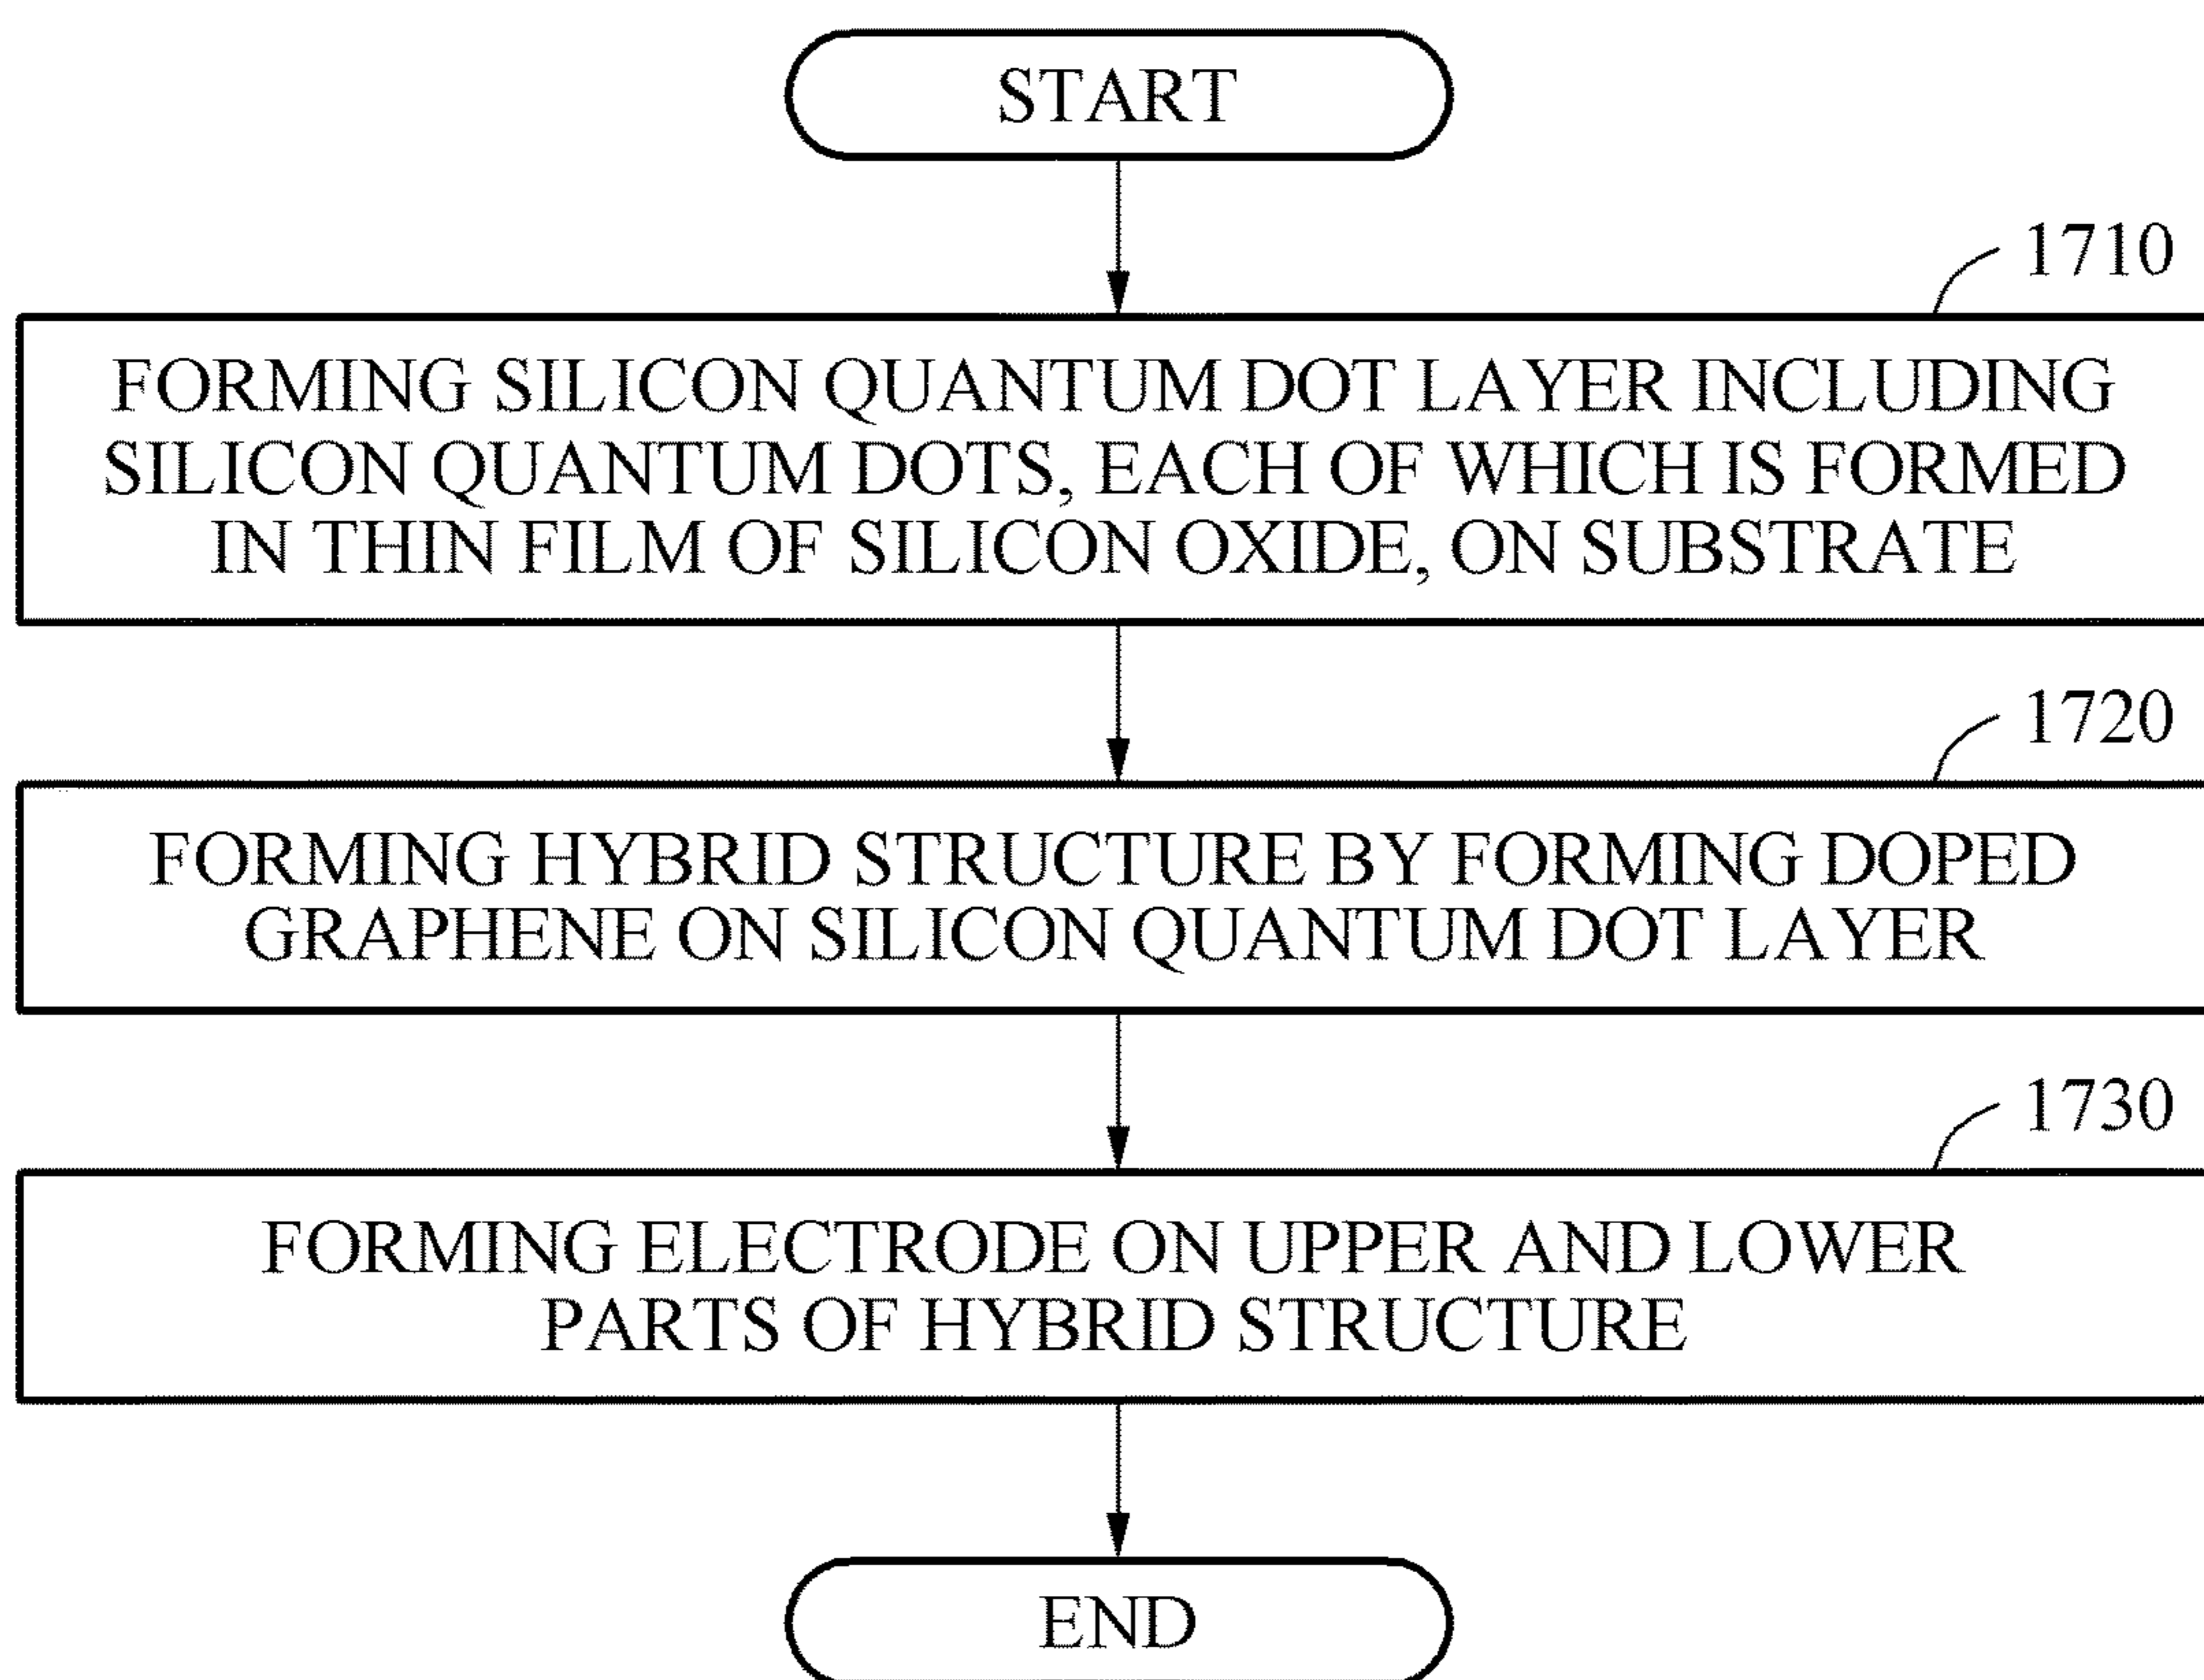 START
1710
FORMING SILICON QUANTUM DOT LAYER INCLUDING
SILICON QUANTUM DOTS, EACH OF WHICH IS FORMED
IN THIN FILM OF SILICON OXIDE, ON SUBSTRATE
1720
FORMING HYBRID STRUCTURE BY FORMING DOPED
GRAPHENE ON SILICON QUANTUM DOT LAYER
1730
FORMING ELECTRODE ON UPPER AND LOWER
PARTS OF HYBRID STRUCTURE
END